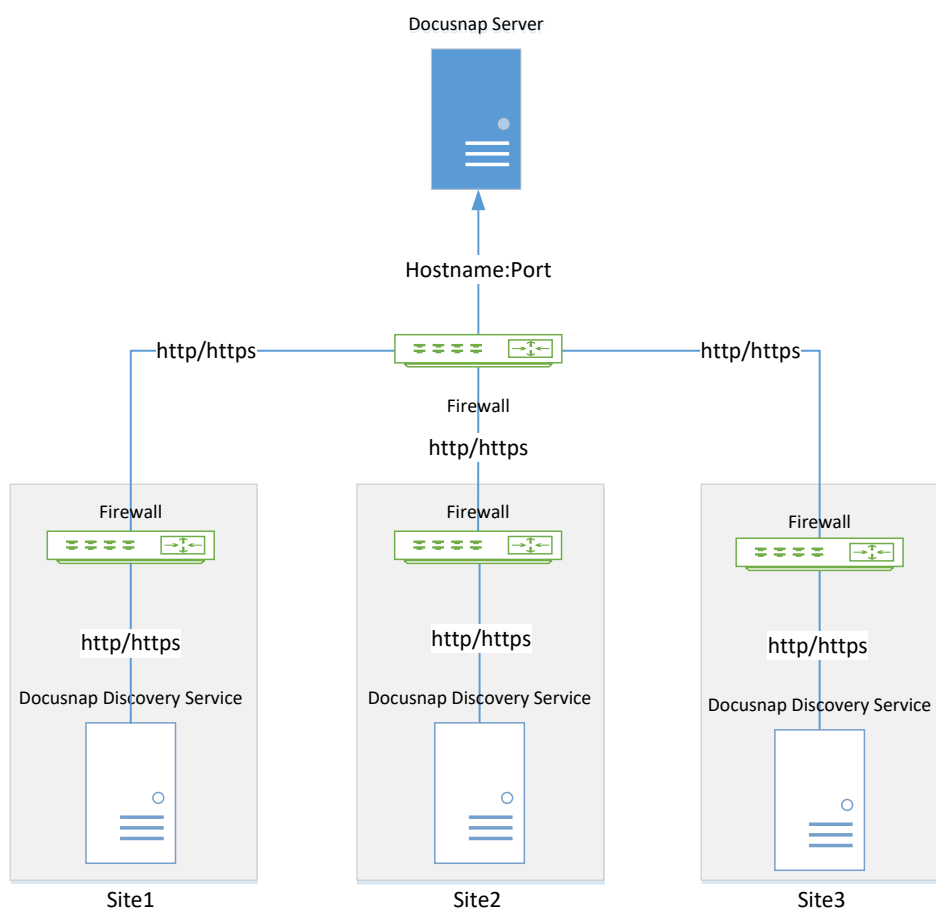 Docusnap Server
Hostname:Port
http/https
http/https
Firewall
http/https
Firewall
Firewall
Firewall
http/https
http/https
http/https
Docusnap Discovery Service
Docusnap Discovery Service
Docusnap Discovery Service
Site1
Site2
Site3